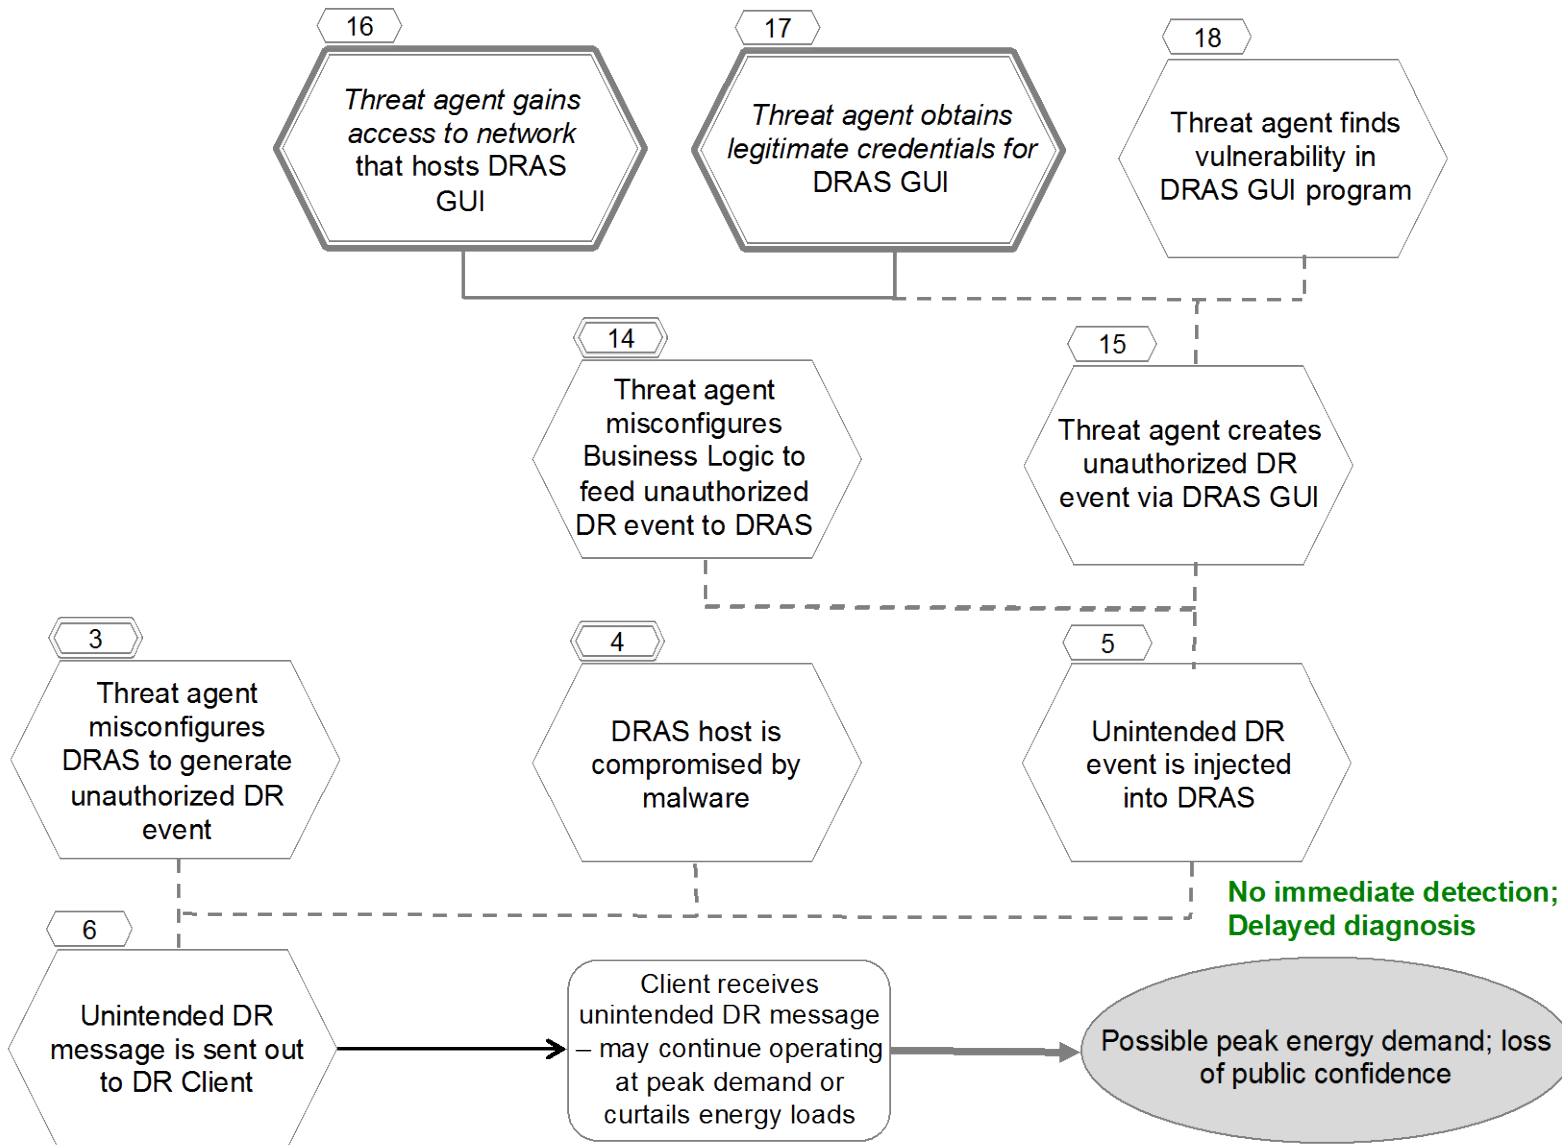 16
Threat agent gains
access to network
that hosts DRAS
GUI
17
Threat agent obtains
legitimate credentials for
DRAS GUI
18
Threat agent finds
vulnerability in
DRAS GUI program
14
Threat agent
misconfigures
Business Logic to
feed unauthorized
DR event to DRAS
15
Threat agent creates
unauthorized DR
event via DRAS GUI
3
Threat agent
misconfigures
DRAS to generate
unauthorized DR
event
4
DRAS host is
compromised by
malware
5
Unintended DR
event is injected
into DRAS
No immediate detection;
Delayed diagnosis
6
Unintended DR
message is sent out
to DR Client
Client receives
unintended DR message
– may continue operating
at peak demand or
curtails energy loads
Possible peak energy demand; loss
of public confidence